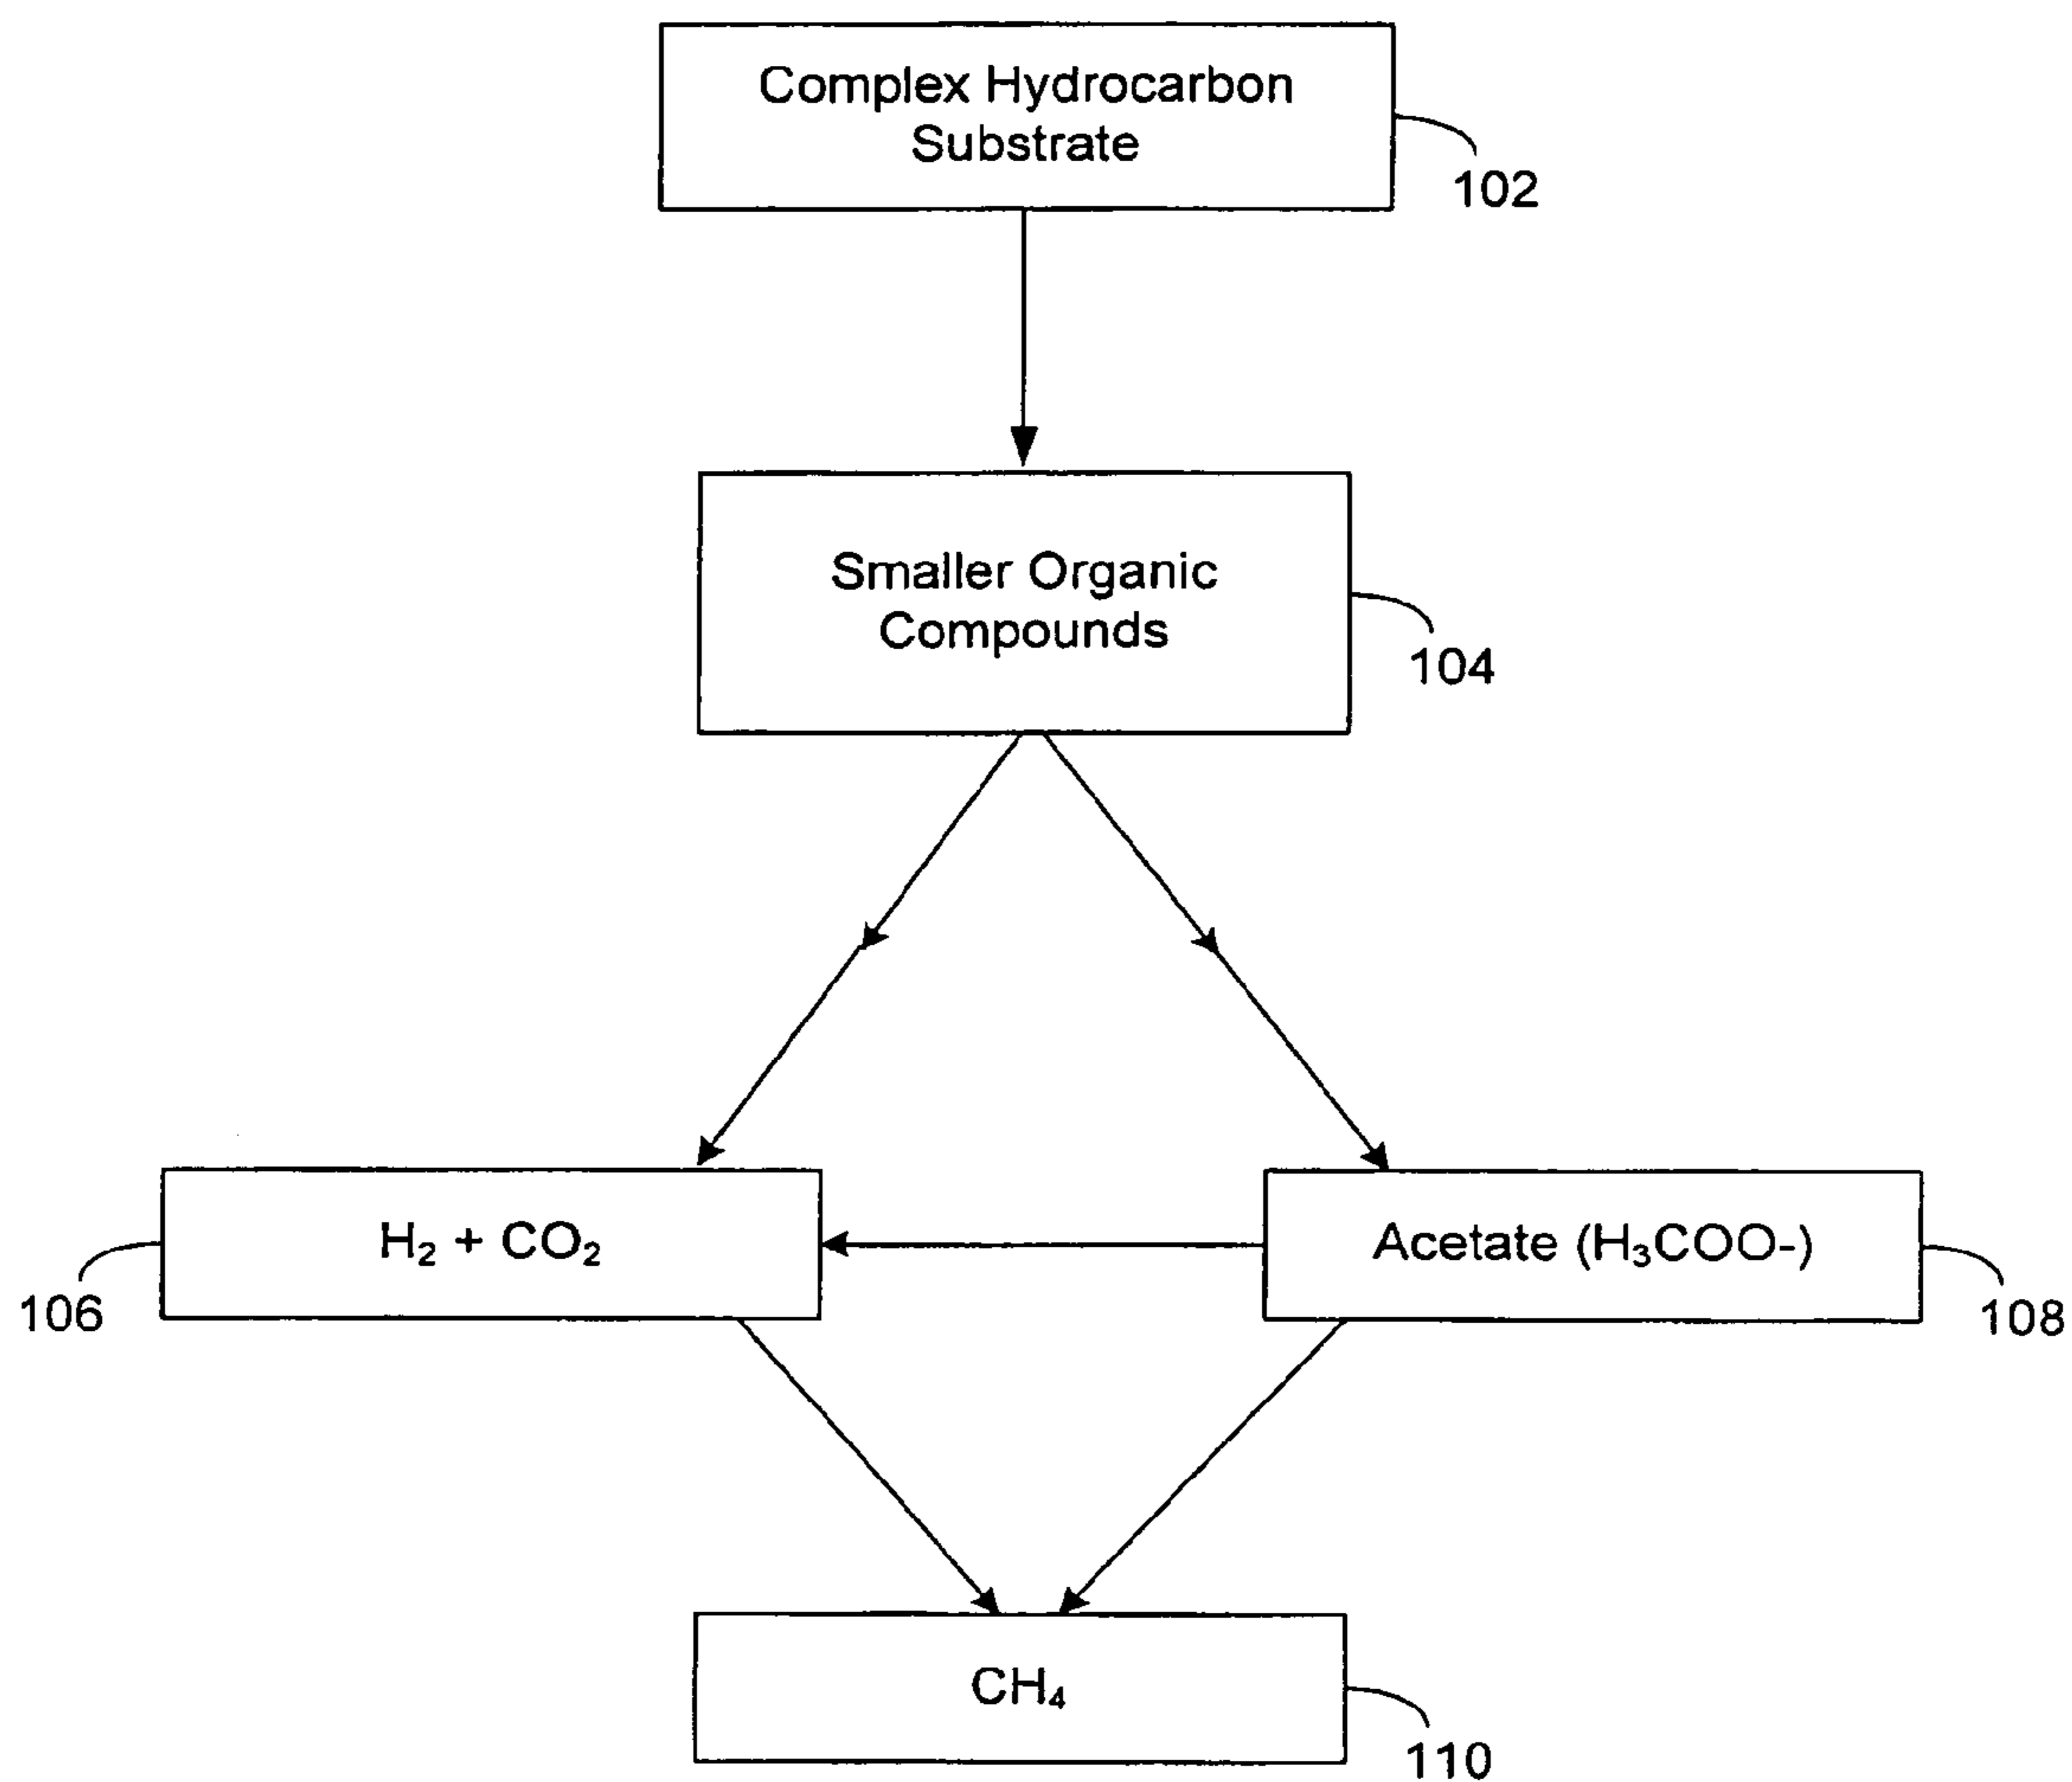 Complex Hydrocarbon
Substrate
102
Smaller Organic
Compounds
104
H₂ + CO₂
106
Acetate (H₃COO-)
108
CH₄
110